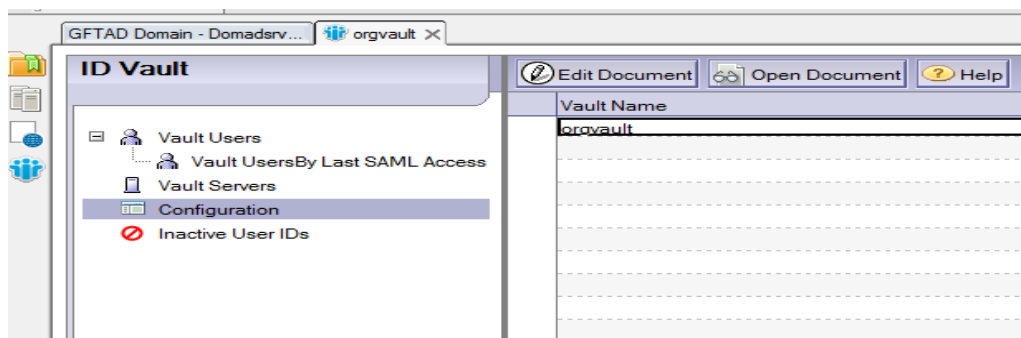 GFTAD Domain - Domadsrv... orgvault
ID Vault
Edit Document Open Document Help
Vault Name
orgvault
Vault Users
Vault UsersBy Last SAML Access
Vault Servers
Configuration
Inactive User IDs